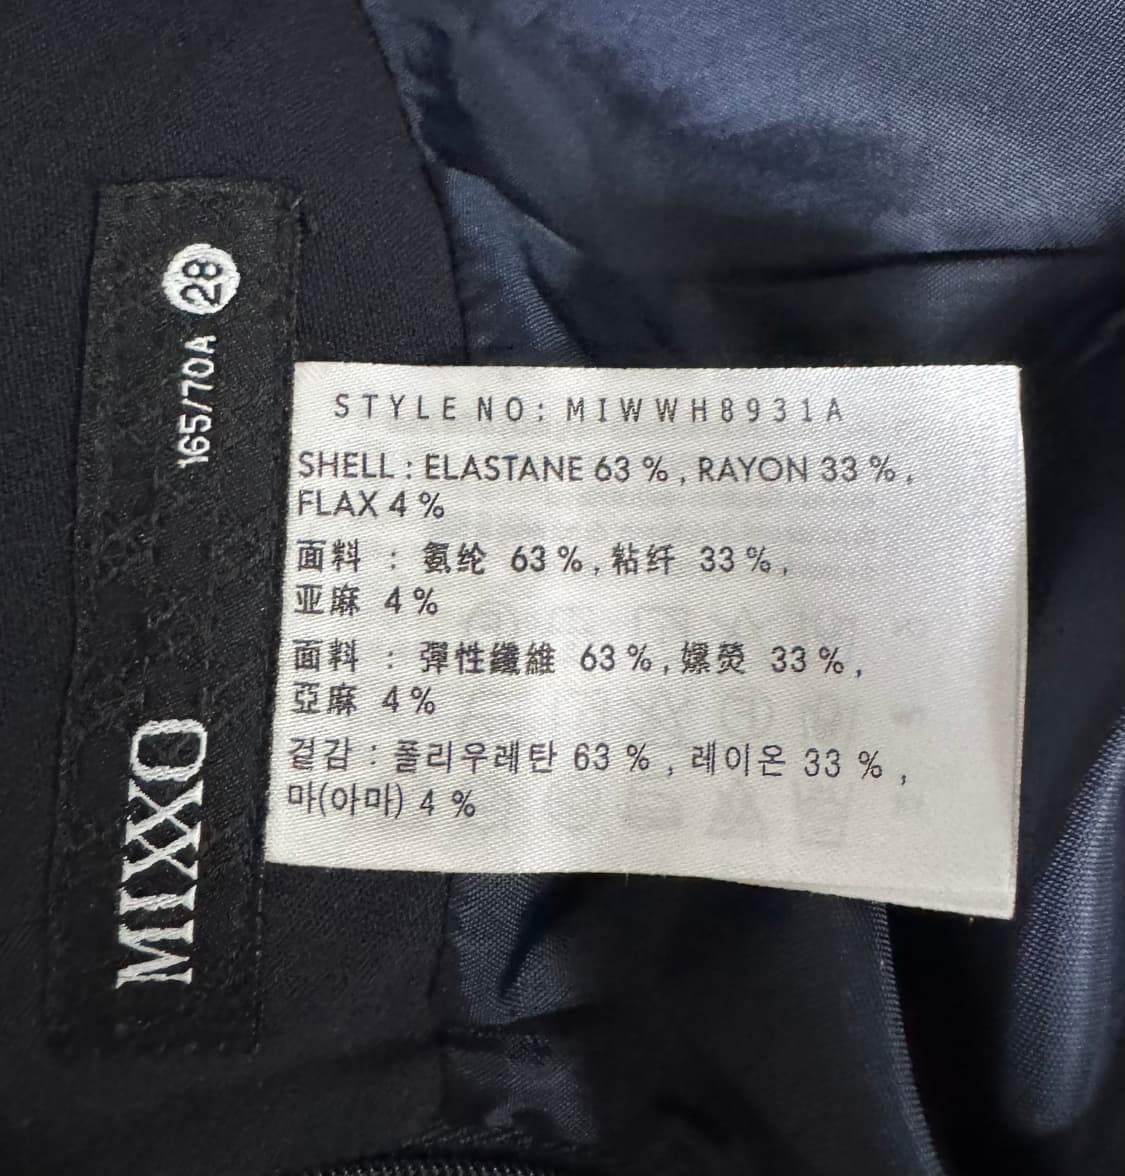 MIXXO
165/70A 28
STYLE NO: MIWWH8931A
SHELL : ELASTANE 63 % , RAYON 33 % ,
FLAX 4 %
面料 : 氨纶 63 % , 粘纤 33 % ,
亚麻 4 %
面料 : 彈性纖維 63 % , 嫘熒 33 % ,
亞麻 4 %
겉감 : 폴리우레탄 63 % , 레이온 33 % ,
마(아마) 4 %